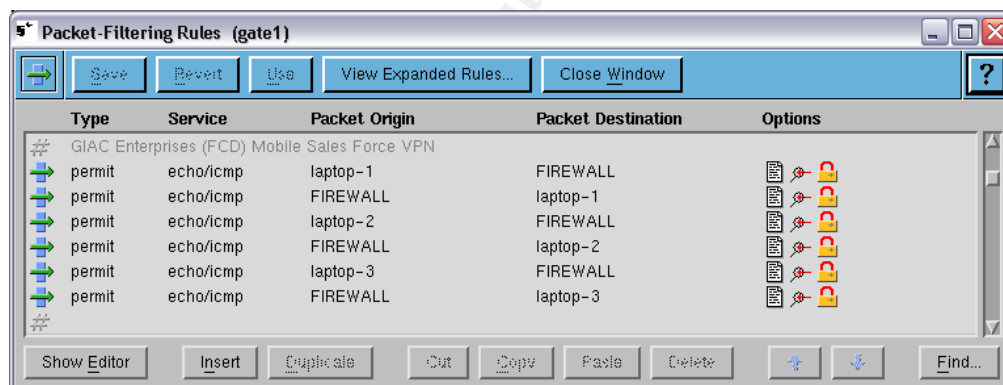 Packet-Filtering Rules (gate1)
Save Revert Use View Expanded Rules... Close Window ?
Type Service Packet Origin Packet Destination Options
# GIAC Enterprises (FCD) Mobile Sales Force VPN
permit echo/icmp laptop-1 FIREWALL
permit echo/icmp FIREWALL laptop-1
permit echo/icmp laptop-2 FIREWALL
permit echo/icmp FIREWALL laptop-2
permit echo/icmp laptop-3 FIREWALL
permit echo/icmp FIREWALL laptop-3
#
Show Editor Insert Duplicate Cut Copy Paste Delete Find...